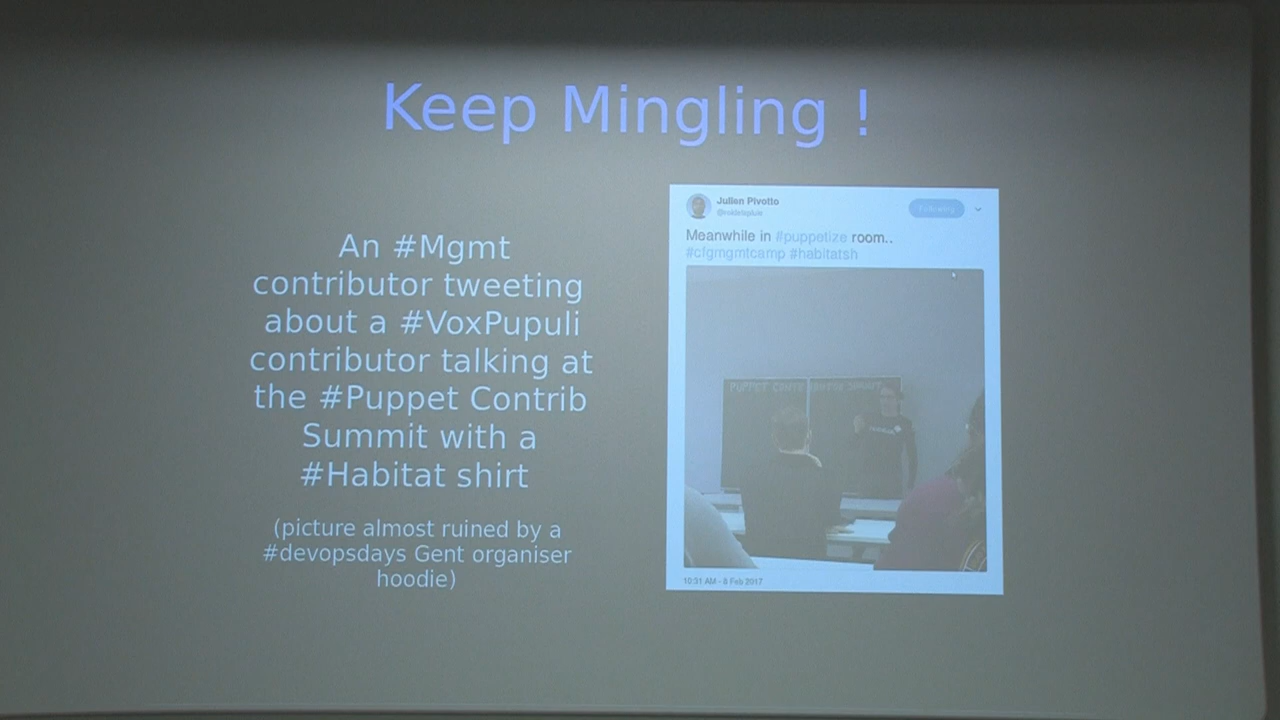 Keep Mingling !
An #Mgmt
contributor tweeting
about a #VoxPupuli
contributor talking at
the #Puppet Contrib
Summit with a
#Habitat shirt
(picture almost ruined by a
#devopsdays Gent organiser
hoodie)
Julien Pivotto
Following
Meanwhile in #puppetize room..
#cfgmgmtcamp #habitatsh
PUPPET
10:31 AM - 8 Feb 2017